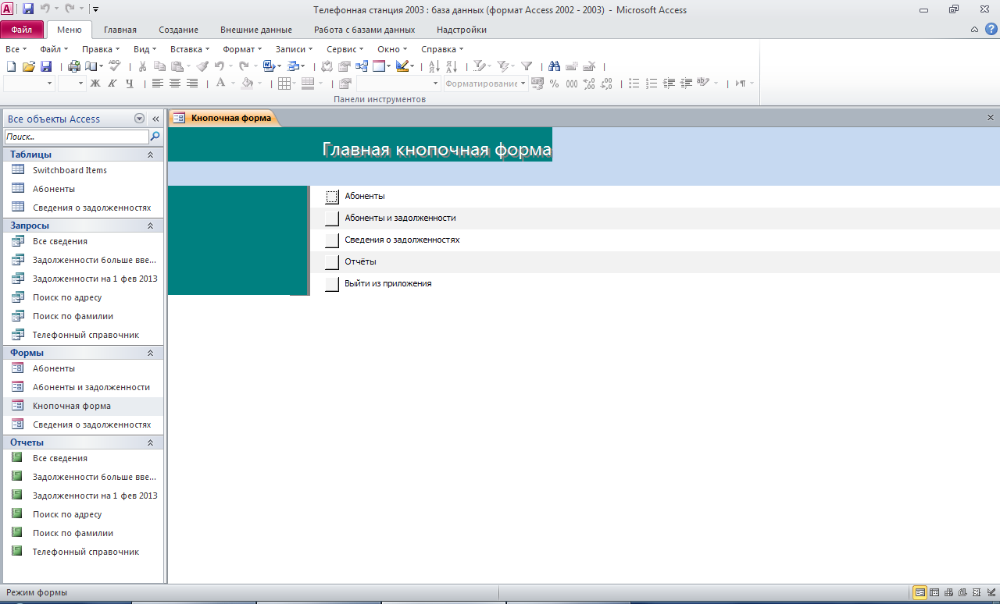 Телефонная станция 2003 : база данных (формат Access 2002 - 2003) - Microsoft Access
Файл Меню Главная Создание Внешние данные Работа с базами данных Надстройки
Все Файл Правка Вид Вставка Формат Записи Сервис Окно Справка
Ж К Ч Форматирование % 000
Панели инструментов
Все объекты Access
Поиск...
Таблицы
Switchboard Items
Абоненты
Сведения о задолженностях
Запросы
Все сведения
Задолженности больше вве...
Задолженности на 1 фев 2013
Поиск по адресу
Поиск по фамилии
Телефонный справочник
Формы
Абоненты
Абоненты и задолженности
Кнопочная форма
Сведения о задолженностях
Отчеты
Все сведения
Задолженности больше вве...
Задолженности на 1 фев 2013
Поиск по адресу
Поиск по фамилии
Телефонный справочник
Кнопочная форма
Главная кнопочная форма
Абоненты
Абоненты и задолженности
Сведения о задолженностях
Отчёты
Выйти из приложения
Режим формы